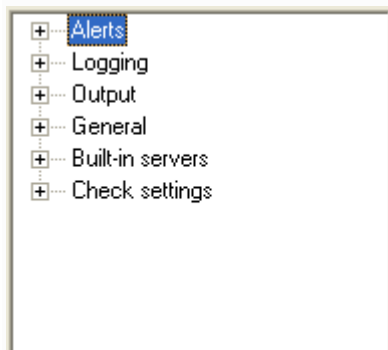 Alerts
Logging
Output
General
Built-in servers
Check settings